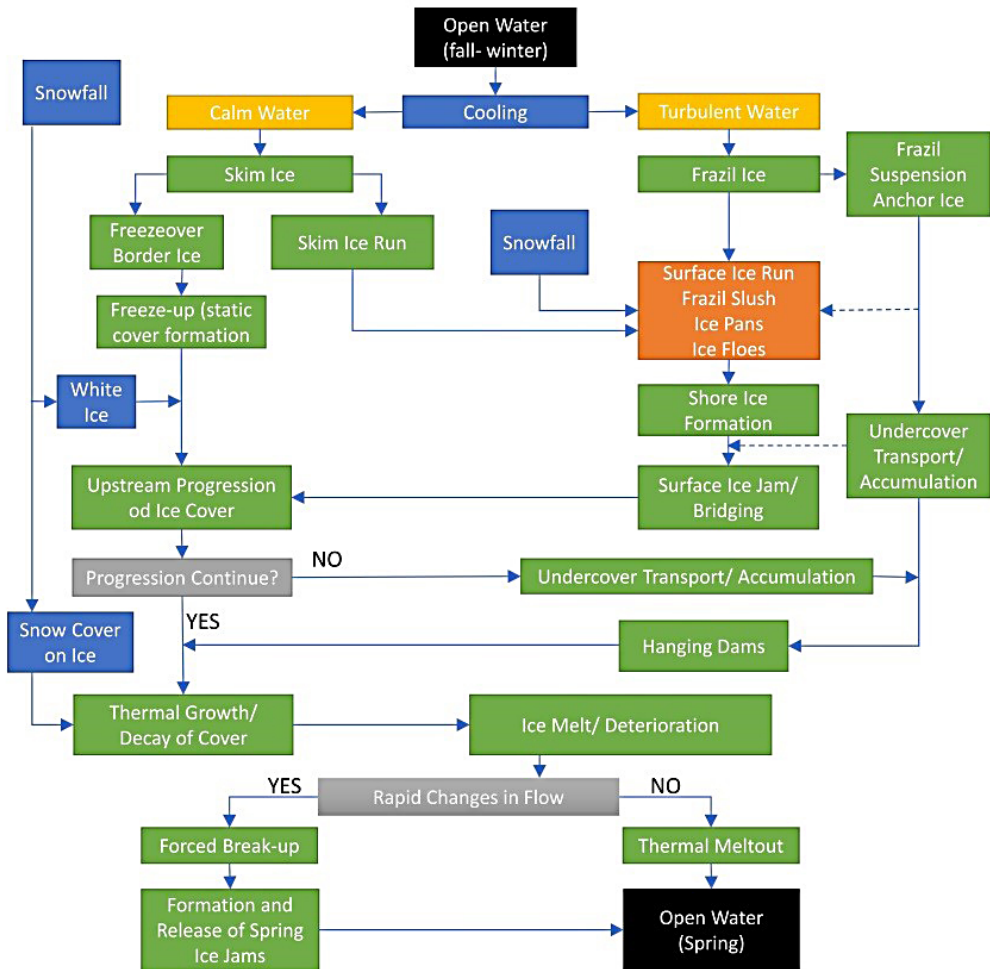 Open Water
(fall- winter)
Snowfall
Calm Water
Cooling
Turbulent Water
Skim Ice
Frazil Ice
Frazil
Suspension
Anchor Ice
Freezeover
Border Ice
Skim Ice Run
Snowfall
Surface Ice Run
Frazil Slush
Ice Pans
Ice Floes
Freeze-up (static
cover formation
White
Ice
Shore Ice
Formation
Undercover
Transport/
Accumulation
Upstream Progression
od Ice Cover
Surface Ice Jam/
Bridging
Progression Continue?
NO
Undercover Transport/ Accumulation
YES
Snow Cover
on Ice
Hanging Dams
Thermal Growth/
Decay of Cover
Ice Melt/ Deterioration
YES
Rapid Changes in Flow
NO
Forced Break-up
Thermal Meltout
Formation and
Release of Spring
Ice Jams
Open Water
(Spring)